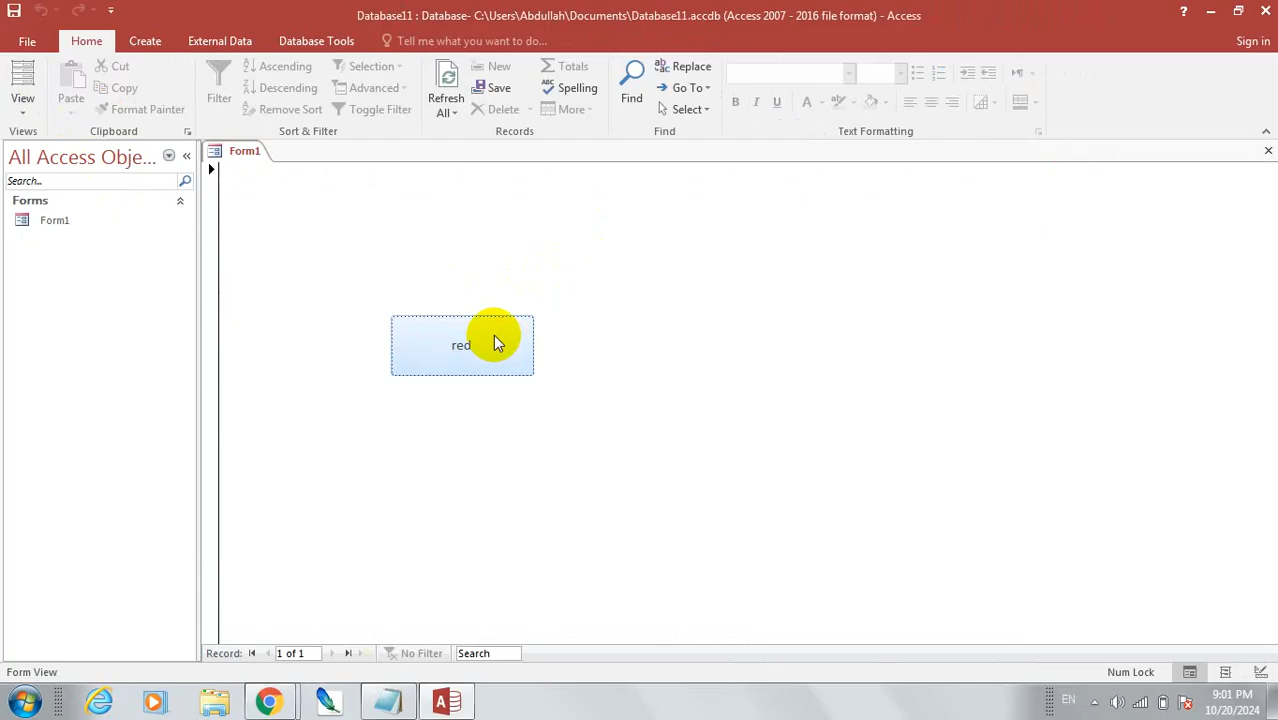 Database11 : Database- C:\Users\Abdullah\Documents\Database11.accdb (Access 2007 - 2016 file format) - Access
?
File Home Create External Data Database Tools Tell me what you want to do... Sign in
View
Views
Paste
Cut
Copy
Format Painter
Clipboard
Filter
Ascending
Descending
Remove Sort
Selection
Advanced
Toggle Filter
Sort & Filter
Refresh
All
New
Save
Delete
Totals
Spelling
More
Records
Find
Replace
Go To
Select
Find
B I U A ab
Text Formatting
All Access Obje...
Search...
Forms
Form1
Form1
red
Record: 1 of 1 No Filter Search
Form View
Num Lock
EN
9:01 PM
10/20/2024